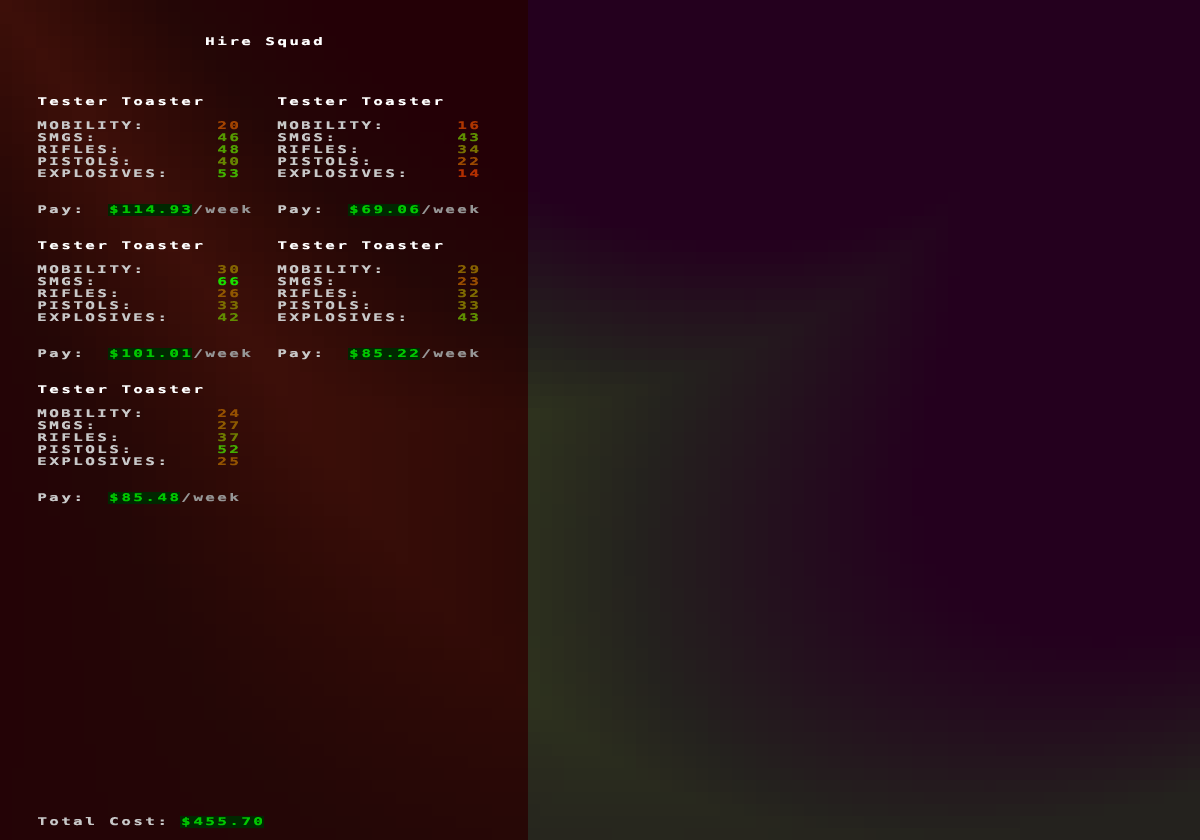 Hire Squad
Tester Toaster
MOBILITY: 20
SMGS: 46
RIFLES: 48
PISTOLS: 40
EXPLOSIVES: 53
Pay: $114.93/week
Tester Toaster
MOBILITY: 16
SMGS: 43
RIFLES: 34
PISTOLS: 22
EXPLOSIVES: 14
Pay: $69.06/week
Tester Toaster
MOBILITY: 30
SMGS: 66
RIFLES: 26
PISTOLS: 33
EXPLOSIVES: 42
Pay: $101.01/week
Tester Toaster
MOBILITY: 29
SMGS: 23
RIFLES: 32
PISTOLS: 33
EXPLOSIVES: 43
Pay: $85.22/week
Tester Toaster
MOBILITY: 24
SMGS: 27
RIFLES: 37
PISTOLS: 52
EXPLOSIVES: 25
Pay: $85.48/week
Total Cost: $455.70